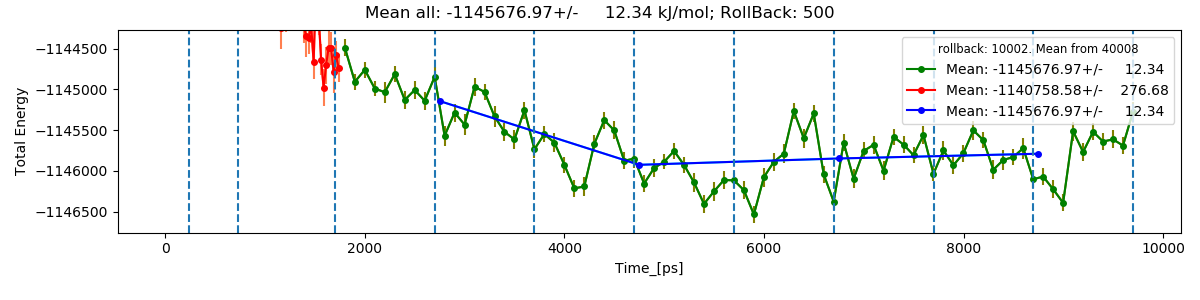 Mean all: -1145676.97+/-     12.34 kJ/mol; RollBack: 500
rollback: 10002. Mean from 40008
Mean: -1145676.97+/-     12.34
Mean: -1140758.58+/-    276.68
Mean: -1145676.97+/-     12.34
Total Energy
−1144500
−1145000
−1145500
−1146000
−1146500
0 2000 4000 6000 8000 10000
Time_[ps]